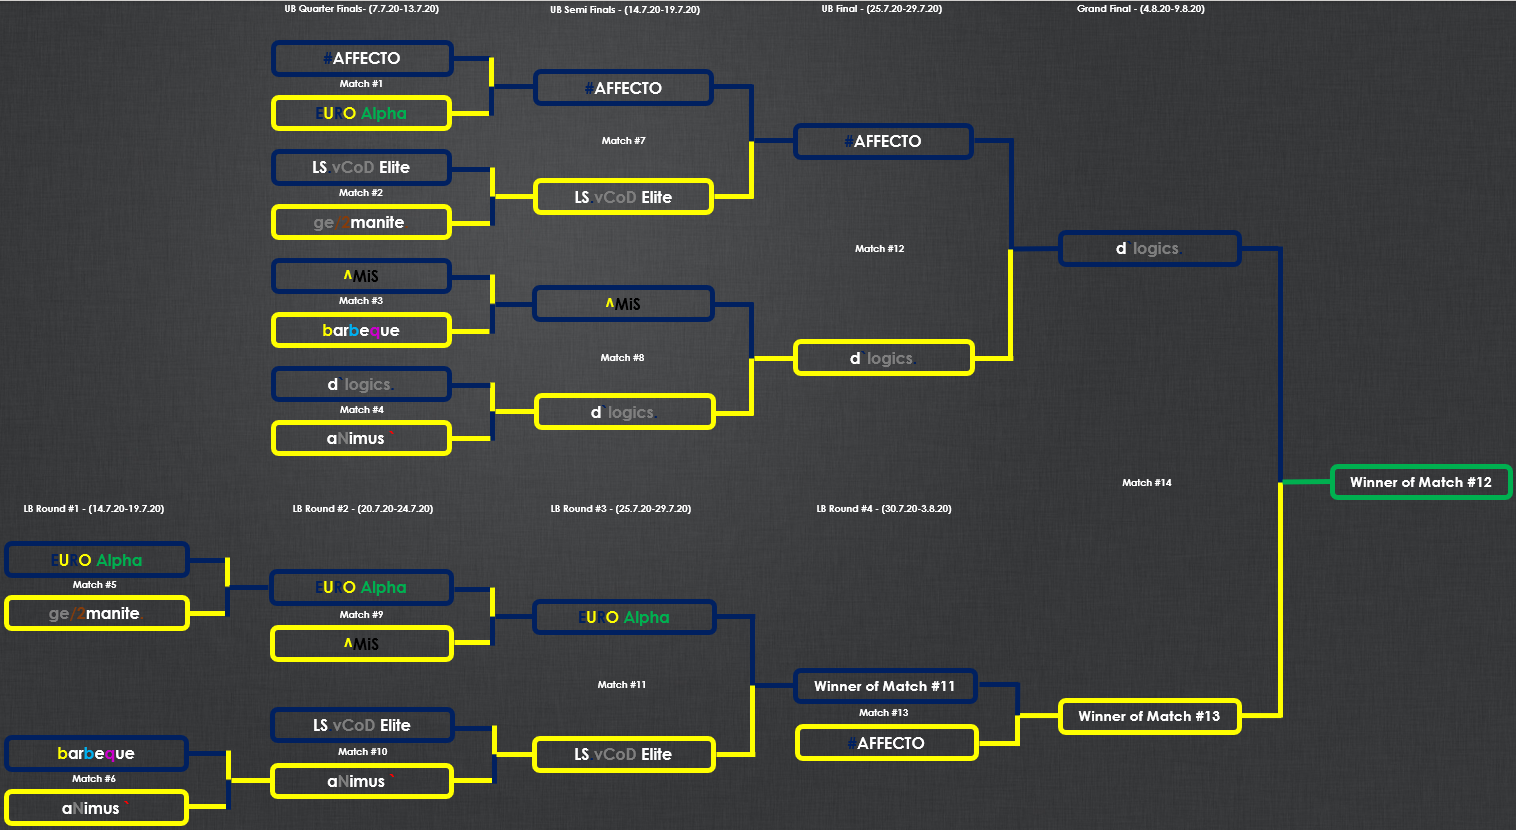 UB Quarter Finals- (7.7.20-13.7.20)
UB Semi Finals - (14.7.20-19.7.20)
UB Final - (25.7.20-29.7.20)
Grand Final - (4.8.20-9.8.20)
#AFFECTO
Match #1
EURO Alpha
LS.vCoD Elite
Match #2
ge/2manite
ΛMiS
Match #3
barbeque
d`logics.
Match #4
aNimus `
#AFFECTO
Match #7
LS.vCoD Elite
ΛMiS
Match #8
d`logics.
#AFFECTO
Match #12
d`logics.
d`logics.
Match #14
Winner of Match #12
LB Round #1 - (14.7.20-19.7.20)
LB Round #2 - (20.7.20-24.7.20)
LB Round #3 - (25.7.20-29.7.20)
LB Round #4 - (30.7.20-3.8.20)
EURO Alpha
Match #5
ge/2manite
barbeque
Match #6
aNimus `
EURO Alpha
Match #9
ΛMiS
LS.vCoD Elite
Match #10
aNimus `
EURO Alpha
Match #11
LS.vCoD Elite
Winner of Match #11
Match #13
#AFFECTO
Winner of Match #13